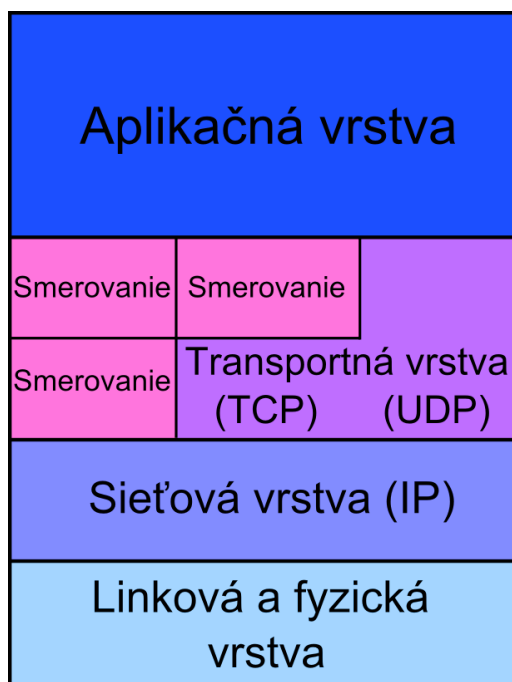 Aplikačná vrstva
Smerovanie
Smerovanie
Smerovanie
Transportná vrstva
(TCP) (UDP)
Sieťová vrstva (IP)
Linková a fyzická
vrstva